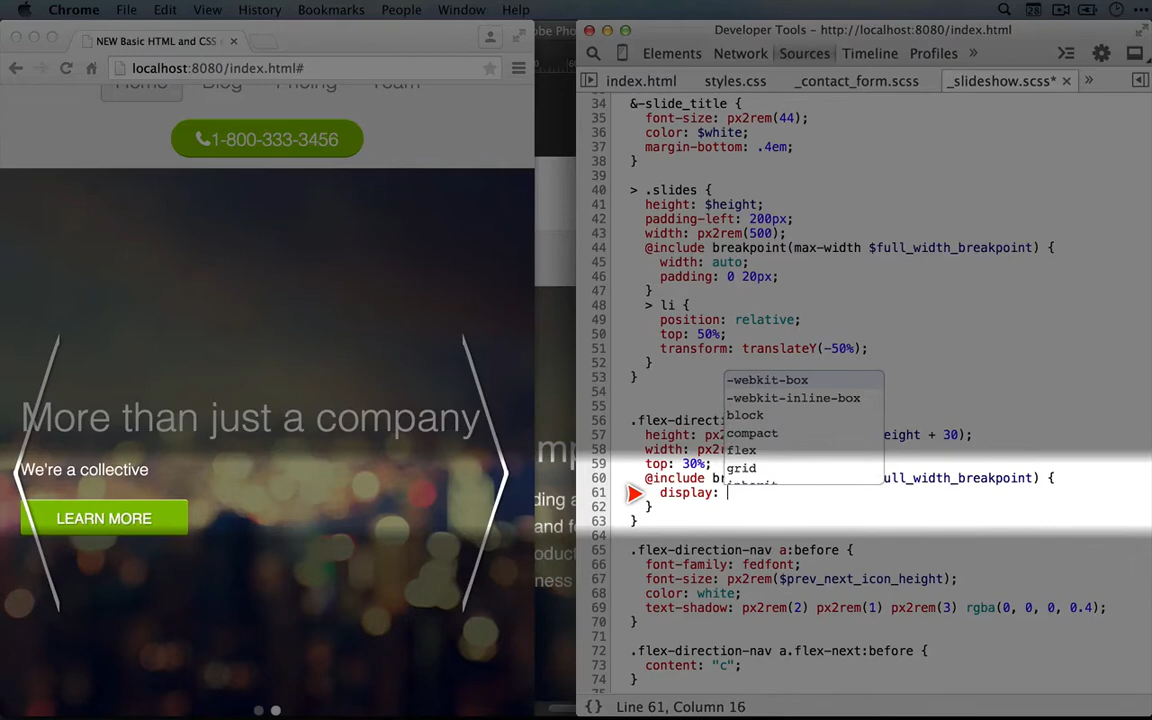 Chrome File Edit View History Bookmarks People Window Help
28
NEW Basic HTML and CSS
localhost:8080/index.html#
Home Blog Pricing Team
1-800-333-3456
More than just a company
We're a collective
LEARN MORE
Developer Tools - http://localhost:8080/index.html
Elements Network Sources Timeline Profiles »
index.html styles.css _contact_form.scss _slideshow.scss* × »
34 &-slide_title {
35 font-size: px2rem(44);
36 color: $white;
37 margin-bottom: .4em;
38 }
39
40 > .slides {
41 height: $height;
42 padding-left: 200px;
43 width: px2rem(500);
44 @include breakpoint(max-width $full_width_breakpoint) {
45 width: auto;
46 padding: 0 20px;
47 }
48 > li {
49 position: relative;
50 top: 50%;
51 transform: translateY(-50%);
52 }
53 }
54
55
56 .flex-direct
57 height: px eight + 30);
58 width: px
59 top: 30%;
60 @include br full_width_breakpoint) {
61 display:
62 }
63 }
64
65 .flex-direction-nav a:before {
66 font-family: fedfont;
67 font-size: px2rem($prev_next_icon_height);
68 color: white;
69 text-shadow: px2rem(2) px2rem(1) px2rem(3) rgba(0, 0, 0, 0.4);
70 }
71
72 .flex-direction-nav a.flex-next:before {
73 content: "c";
74 }
-webkit-box
-webkit-inline-box
block
compact
flex
grid
inherit
{} Line 61, Column 16